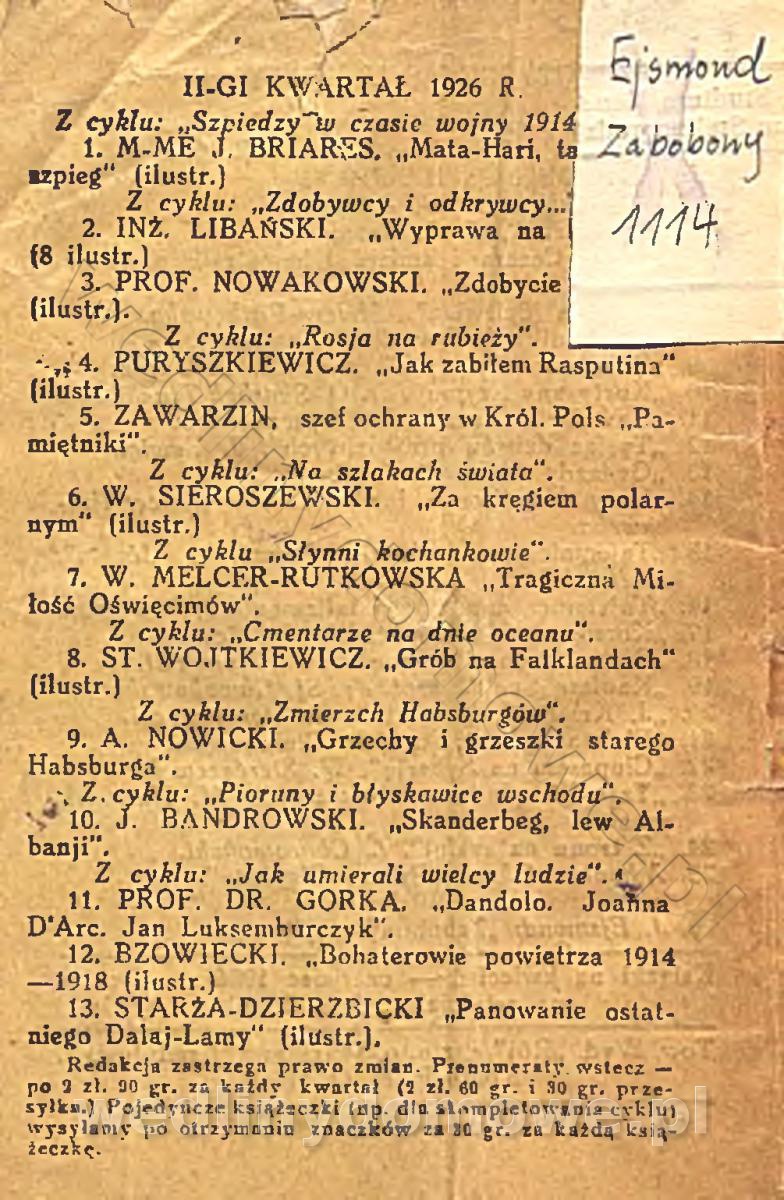 II-GI KWARTAŁ 1926 R.
Z cyklu: „Szpiedzy w czasie wojny 1914
1. M-ME J. BRIARES. „Mata-Hari, ta
szpieg" (ilustr.)
Z cyklu: „Zdobywcy i odkrywcy...
2. INŻ. LIBAŃSKI. „Wyprawa na
(8 ilustr.)
3. PROF. NOWAKOWSKI. „Zdobycie
(ilustr.).
Z cyklu: „Rosja na rubieży".
4. PURYSZKIEWICZ. „Jak zabiłem Rasputina"
(ilustr.)
5. ZAWARZIN, szef ochrany w Król. Pols „Pa-
miętniki".
Z cyklu: „Na szlakach świata".
6. W. SIEROSZEWSKI. „Za kręgiem polar-
nym" (ilustr.)
Z cyklu „Słynni kochankowie".
7. W. MELCER-RUTKOWSKA „Tragiczna Mi-
łość Oświęcimów".
Z cyklu: „Cmentarze na dnie oceanu".
8. ST. WOJTKIEWICZ. „Grób na Falklandach"
(ilustr.)
Z cyklu: „Zmierzch Habsburgów".
9. A. NOWICKI. „Grzechy i grzeszki starego
Habsburga".
Z. cyklu: „Pioruny i błyskawice wschodu".
10. J. BANDROWSKI. „Skanderbeg, lew Al-
banji".
Z cyklu: „Jak umierali wielcy ludzie".
11. PROF. DR. GORKA. „Dandolo. Joanna
D'Arc. Jan Luksemburczyk".
12. BZOWIECKI. „Bohaterowie powietrza 1914
—1918 (ilustr.)
13. STARŻA-DZIERZBICKI „Panowanie ostat-
niego Dalaj-Lamy" (ilustr.).
Redakcja zastrzega prawo zmian. Prenumeraty wstecz —
po 2 zł. 90 gr. za każdy kwartał (2 zł. 60 gr. i 30 gr. prze-
syłka.) Pojedyncze książeczki (np. dla skompletowania cyklu)
wysyłamy po otrzymaniu znaczków za 30 gr. za każdą ksią-
żeczkę.
Ejsmond
Zabobony
1114